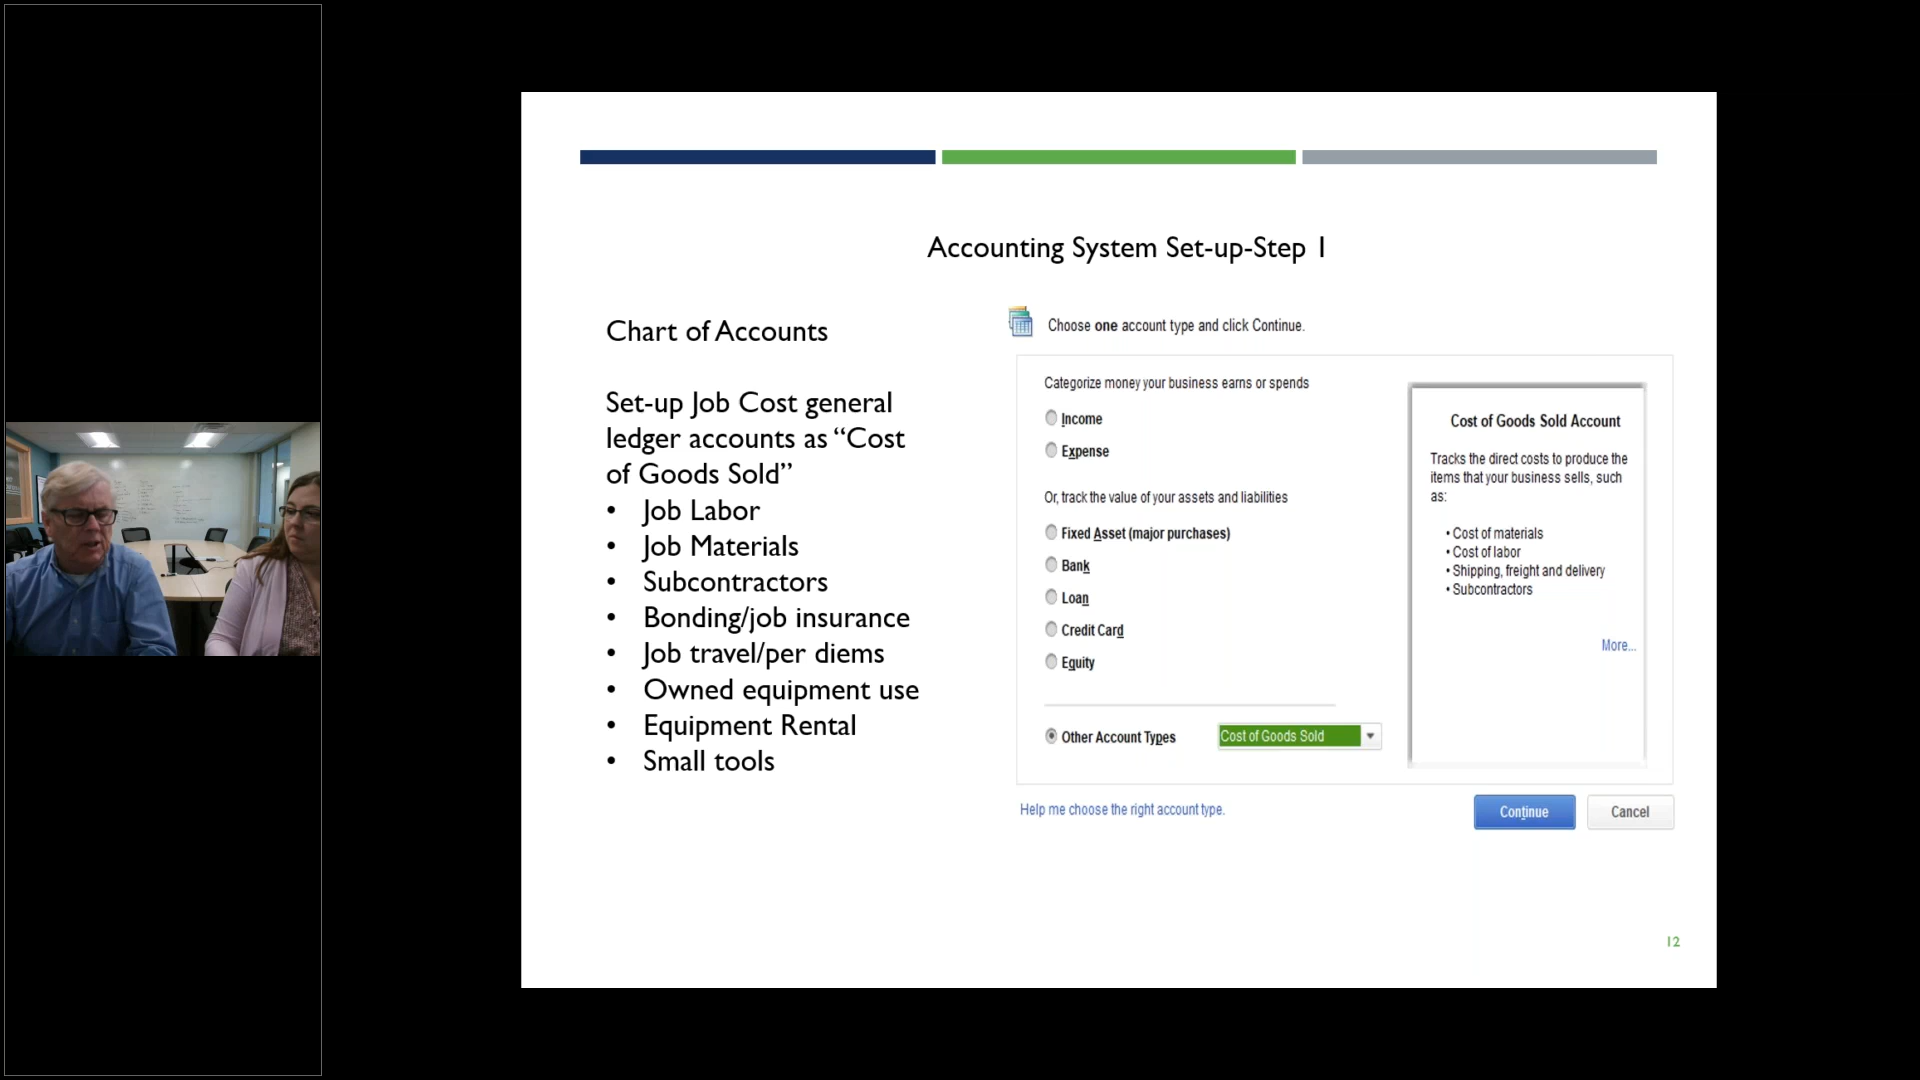 Accounting System Set-up-Step 1
Chart of Accounts
Set-up Job Cost general
ledger accounts as “Cost
of Goods Sold”
• Job Labor
• Job Materials
• Subcontractors
• Bonding/job insurance
• Job travel/per diems
• Owned equipment use
• Equipment Rental
• Small tools
Choose one account type and click Continue.
Categorize money your business earns or spends
Income
Expense
Or, track the value of your assets and liabilities
Fixed Asset (major purchases)
Bank
Loan
Credit Card
Equity
Other Account Types
Cost of Goods Sold
Cost of Goods Sold Account
Tracks the direct costs to produce the
items that your business sells, such
as:
• Cost of materials
• Cost of labor
• Shipping, freight and delivery
• Subcontractors
More...
Help me choose the right account type.
Continue
Cancel
12